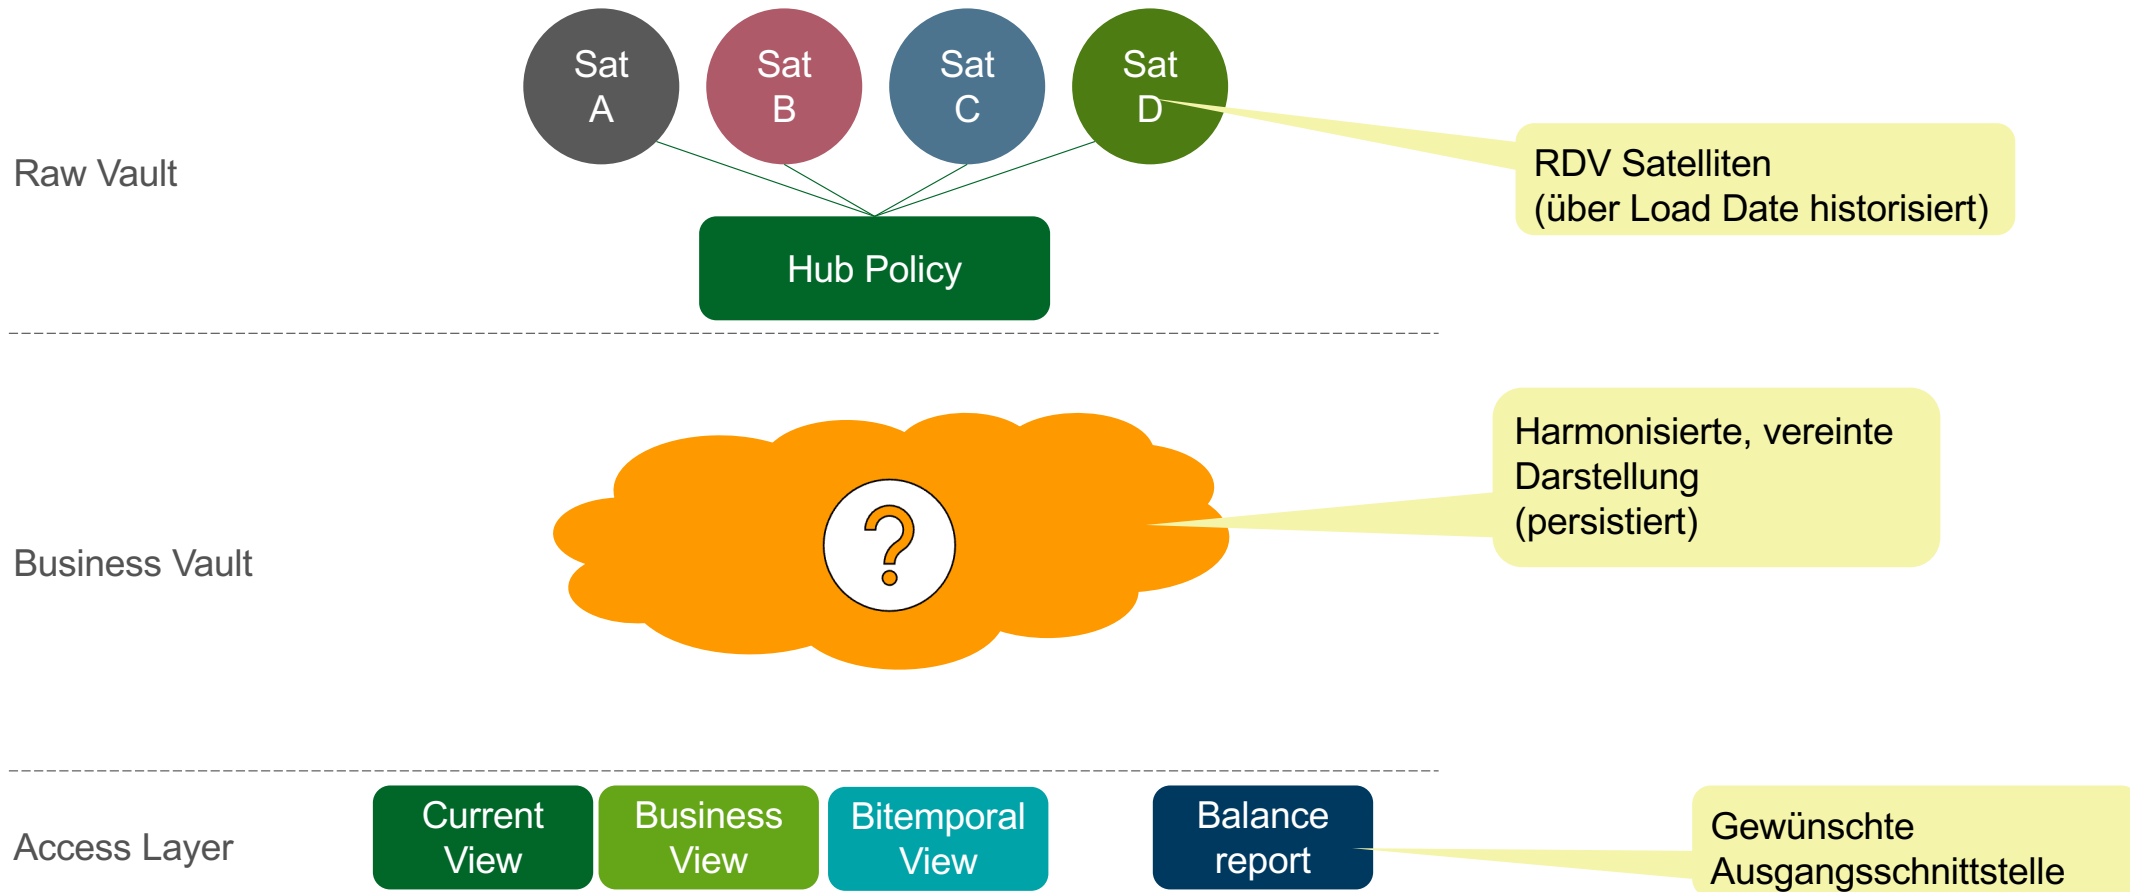 Sat
A
Sat
B
Sat
C
Sat
D
Raw Vault
RDV Satelliten
(über Load Date historisiert)
Hub Policy
Harmonisierte, vereinte
Darstellung
(persistiert)
?
Business Vault
Current
View
Business
View
Bitemporal
View
Balance
report
Access Layer
Gewünschte
Ausgangsschnittstelle